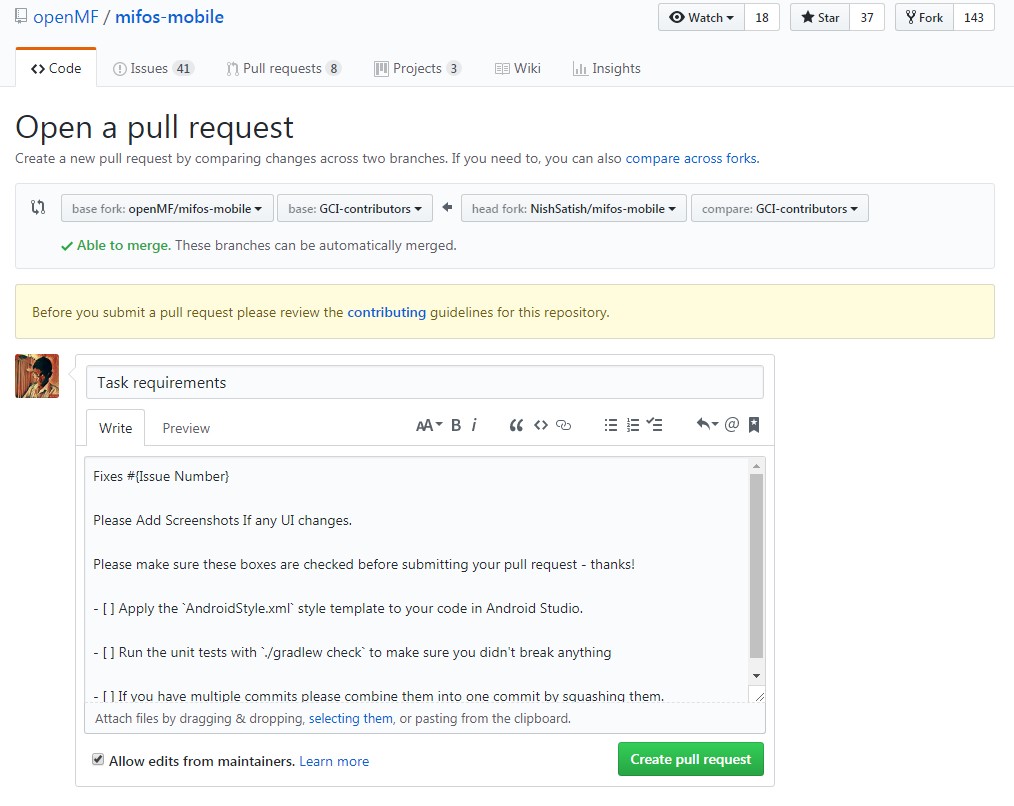 openMF / mifos-mobile
Watch 18 Star 37 Fork 143
Code Issues 41 Pull requests 8 Projects 3 Wiki Insights
Open a pull request
Create a new pull request by comparing changes across two branches. If you need to, you can also compare across forks.
base fork: openMF/mifos-mobile base: GCI-contributors head fork: NishSatish/mifos-mobile compare: GCI-contributors
Able to merge. These branches can be automatically merged.
Before you submit a pull request please review the contributing guidelines for this repository.
Task requirements
Write Preview AA B i
Fixes #{Issue Number}
Please Add Screenshots If any UI changes.
Please make sure these boxes are checked before submitting your pull request - thanks!
- [ ] Apply the `AndroidStyle.xml` style template to your code in Android Studio.
- [ ] Run the unit tests with `./gradlew check` to make sure you didn't break anything
- [ ] If you have multiple commits please combine them into one commit by squashing them.
Attach files by dragging & dropping, selecting them, or pasting from the clipboard.
Allow edits from maintainers. Learn more
Create pull request